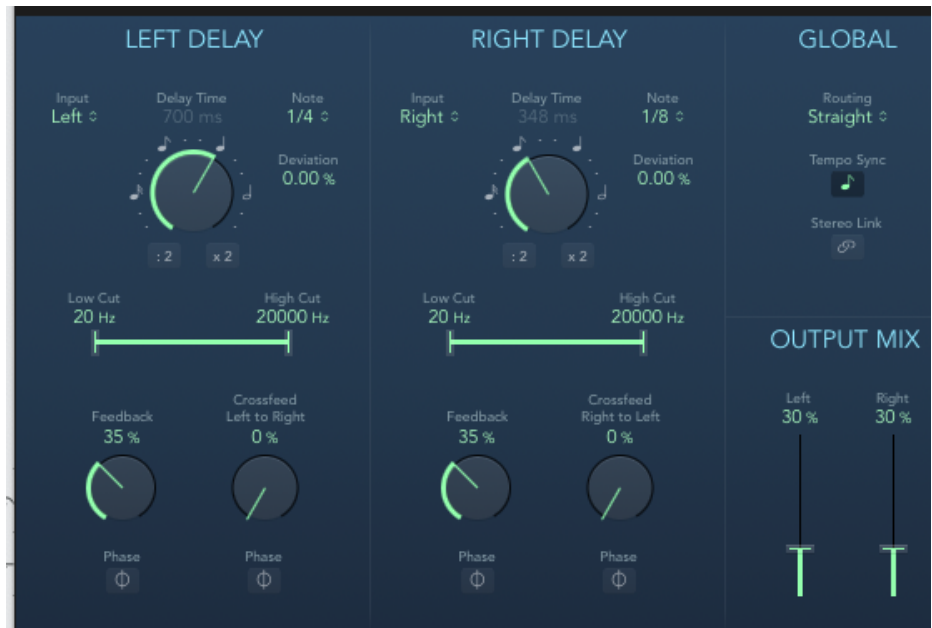 LEFT DELAY
Input
Left
Delay Time
700 ms
Note
1/4
Deviation
0.00 %
: 2
x 2
Low Cut
20 Hz
High Cut
20000 Hz
Feedback
35 %
Crossfeed
Left to Right
0 %
Phase
Phase
RIGHT DELAY
Input
Right
Delay Time
348 ms
Note
1/8
Deviation
0.00 %
: 2
x 2
Low Cut
20 Hz
High Cut
20000 Hz
Feedback
35 %
Crossfeed
Right to Left
0 %
Phase
Phase
GLOBAL
Routing
Straight
Tempo Sync
Stereo Link
OUTPUT MIX
Left
30 %
Right
30 %